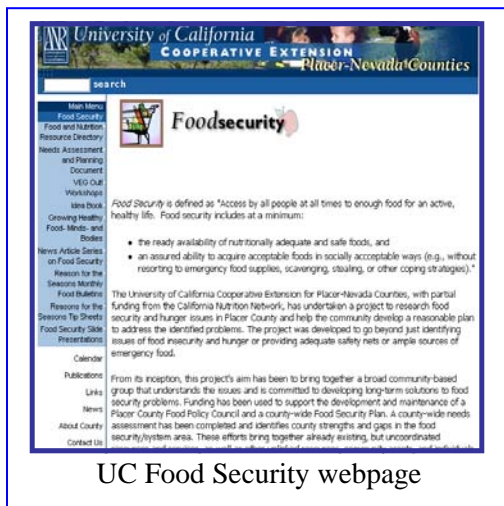 ANR University of California
COOPERATIVE EXTENSION
Placer-Nevada Counties
search
Main Menu
Food Security
Food and Nutrition
Resource Directory
Needs Assessment
and Planning
Document
VEG Out
Workshops
Idea Book
Growing Healthy
Food- Minds- and
Bodies
News Article Series
on Food Security
Reason for the
Seasons Monthly
Food Bulletins
Reasons for the
Seasons Tip Sheets
Food Security Slide
Presentations
Calendar
Publications
Links
News
About County
Contact Us
Foodsecurity
Food Security is defined as "Access by all people at all times to enough food for an active,
healthy life. Food security includes at a minimum:
• the ready availability of nutritionally adequate and safe foods, and
• an assured ability to acquire acceptable foods in socially accceptable ways (e.g., without
resorting to emergency food supplies, scavenging, stealing, or other coping strategies)."
The University of California Cooperative Extension for Placer-Nevada Counties, with partial
funding from the California Nutrition Network, has undertaken a project to research food
security and hunger issues in Placer County and help the community develop a reasonable plan
to address the identified problems. The project was developed to go beyond just identifying
issues of food insecurity and hunger or providing adequate safety nets or ample sources of
emergency food.
From its inception, this project's aim has been to bring together a broad community-based
group that understands the issues and is committed to developing long-term solutions to food
security problems. Funding has been used to support the development and maintenance of a
Placer County Food Policy Council and a county-wide Food Security Plan. A county-wide needs
assessment has been completed and identifies county strengths and gaps in the food
security/system area. These efforts bring together already existing, but uncoordinated
UC Food Security webpage